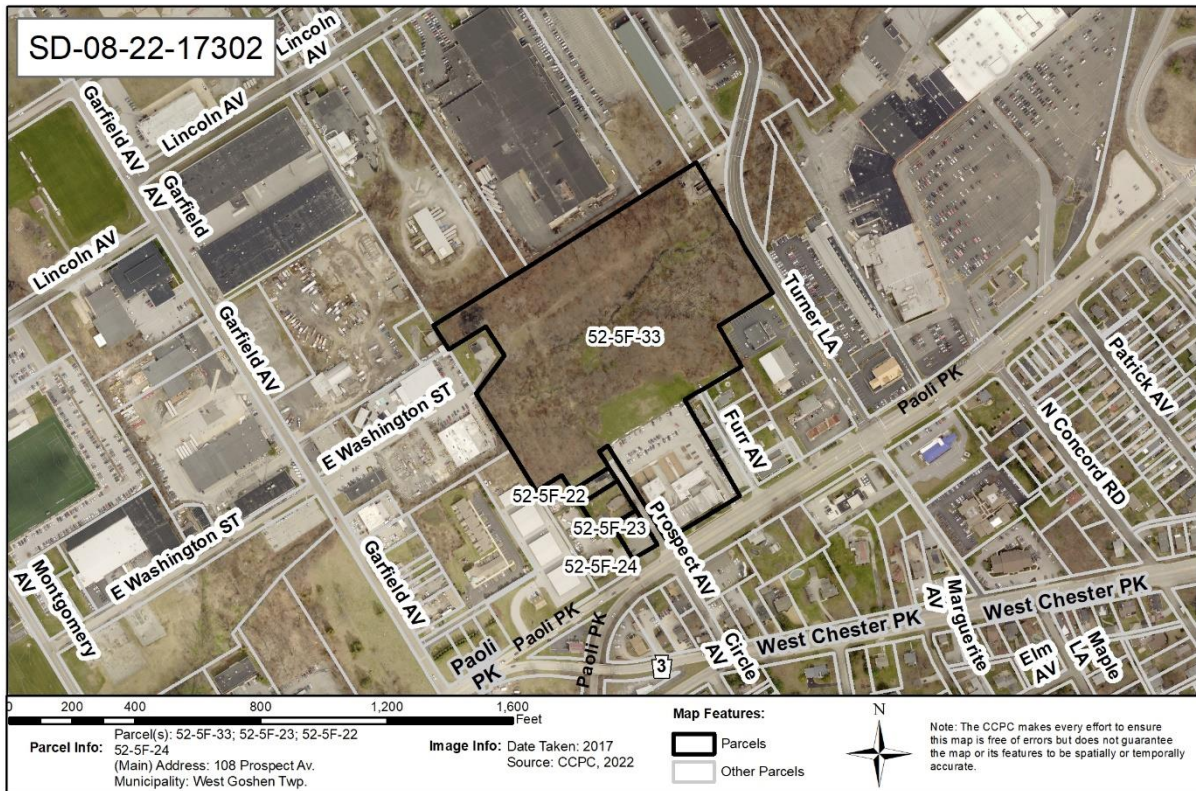 SD-08-22-17302
Lincoln
AV
Lincoln AV
Garfield AV
AV
Garfield
Lincoln AV
Garfield AV
E Washington ST
E Washington ST
Montgomery
AV
Garfield AV
52-5F-33
52-5F-22
52-5F-23
52-5F-24
Turner LA
Furr AV
Prospect AV
Paoli PK
Patrick AV
N Concord RD
Paoli
PK
Paoli PK
Paoli PK
3
Circle
AV
West Chester PK
West Chester PK
Marguerite
AV
Elm
AV
Maple
LA
0 200 400 800 1,200 1,600
Feet
Parcel Info: Parcel(s): 52-5F-33; 52-5F-23; 52-5F-22
52-5F-24
(Main) Address: 108 Prospect Av.
Municipality: West Goshen Twp.
Image Info: Date Taken: 2017
Source: CCPC, 2022
Map Features:
Parcels
Other Parcels
N
Note: The CCPC makes every effort to ensure
this map is free of errors but does not guarantee
the map or its features to be spatially or temporally
accurate.